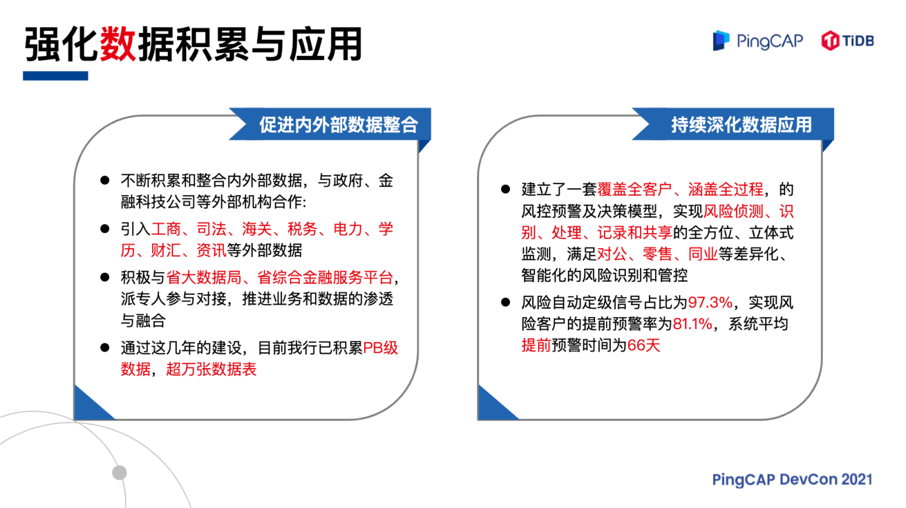 强化数据积累与应用
PingCAP TiDB
促进内外部数据整合
不断积累和整合内外部数据，与政府、金
融科技公司等外部机构合作:
引入工商、司法、海关、税务、电力、学
历、财汇、资讯等外部数据
积极与省大数据局、省综合金融服务平台，
派专人参与对接，推进业务和数据的渗透
与融合
通过这几年的建设，目前我行已积累PB级
数据，超万张数据表
持续深化数据应用
建立了一套覆盖全客户、涵盖全过程，的
风控预警及决策模型，实现风险侦测、识
别、处理、记录和共享的全方位、立体式
监测，满足对公、零售、同业等差异化、
智能化的风险识别和管控
风险自动定级信号占比为97.3%，实现风
险客户的提前预警率为81.1%，系统平均
提前预警时间为66天
PingCAP DevCon 2021